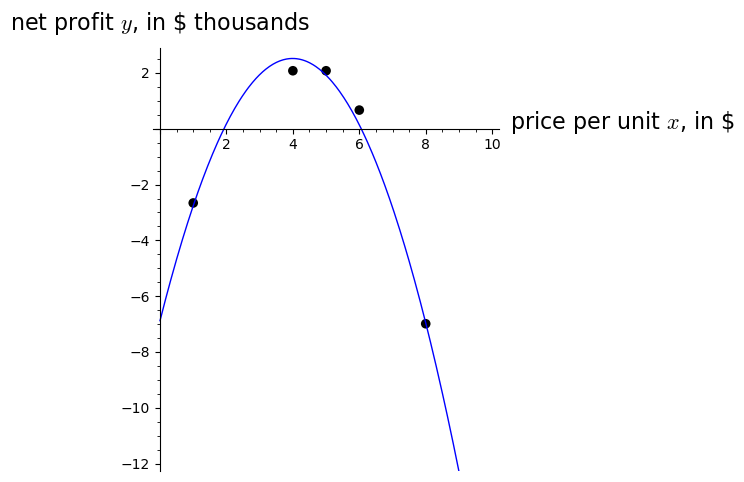 net profit y, in $ thousands
2
price per unit x, in $
2 4 6 8 10
−2
−4
−6
−8
−10
−12